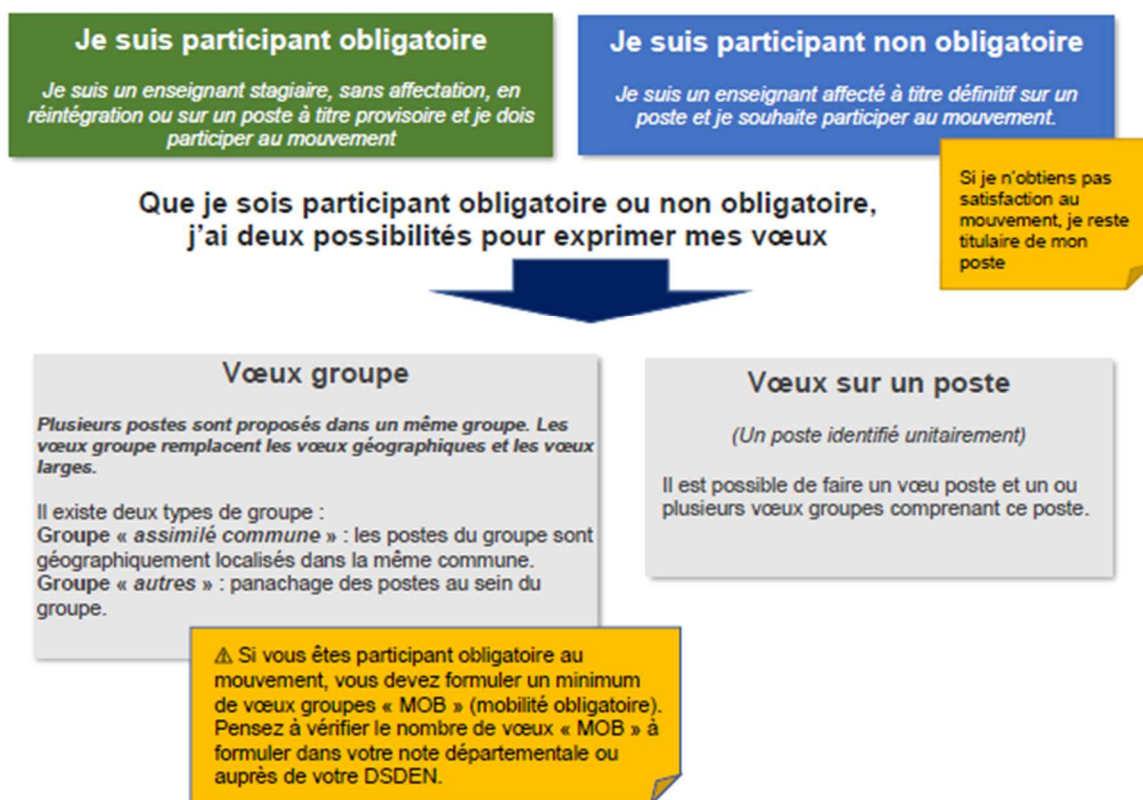 Je suis participant obligatoire
Je suis un enseignant stagiaire, sans affectation, en
réintégration ou sur un poste à titre provisoire et je dois
participer au mouvement
Je suis participant non obligatoire
Je suis un enseignant affecté à titre définitif sur un
poste et je souhaite participer au mouvement.
Si je n'obtiens pas
satisfaction au
mouvement, je reste
titulaire de mon
poste
Que je sois participant obligatoire ou non obligatoire,
j'ai deux possibilités pour exprimer mes vœux
Vœux groupe
Plusieurs postes sont proposés dans un même groupe. Les
vœux groupe remplacent les vœux géographiques et les vœux
larges.
Il existe deux types de groupe :
Groupe « assimilé commune » : les postes du groupe sont
géographiquement localisés dans la même commune.
Groupe « autres » : panachage des postes au sein du
groupe.
⚠ Si vous êtes participant obligatoire au
mouvement, vous devez formuler un minimum
de vœux groupes « MOB » (mobilité obligatoire).
Pensez à vérifier le nombre de vœux « MOB » à
formuler dans votre note départementale ou
auprès de votre DSDEN.
Vœux sur un poste
(Un poste identifié unitairement)
Il est possible de faire un vœu poste et un ou
plusieurs vœux groupes comprenant ce poste.